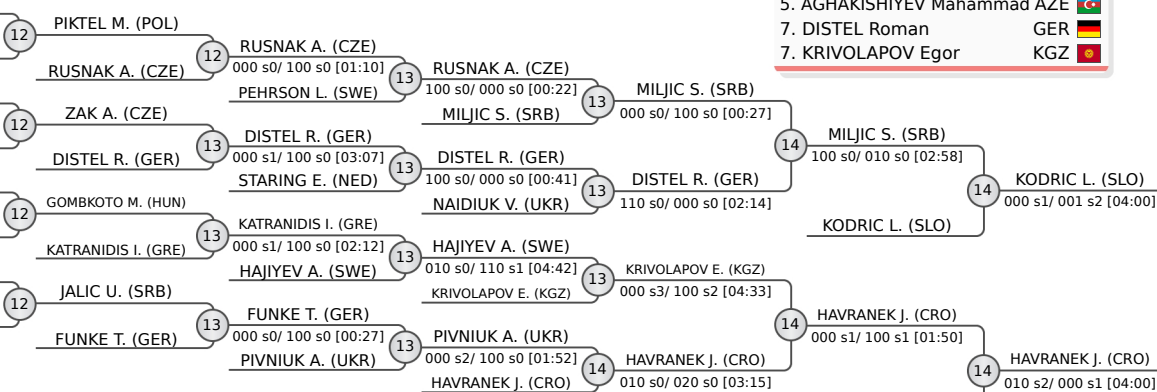 5. AGHAKISHIYEV Mahammad AZE
7. DISTEL Roman GER
7. KRIVOLAPOV Egor KGZ
12
PIKTEL M. (POL)
RUSNAK A. (CZE)
12
ZAK A. (CZE)
DISTEL R. (GER)
12
GOMBKOTO M. (HUN)
KATRANIDIS I. (GRE)
12
JALIC U. (SRB)
FUNKE T. (GER)
12
RUSNAK A. (CZE)
000 s0/ 100 s0 [01:10]
PEHRSON L. (SWE)
13
DISTEL R. (GER)
000 s1/ 100 s0 [03:07]
STARING E. (NED)
13
KATRANIDIS I. (GRE)
000 s1/ 100 s0 [02:12]
HAJIYEV A. (SWE)
13
FUNKE T. (GER)
000 s0/ 100 s0 [00:27]
PIVNIUK A. (UKR)
13
RUSNAK A. (CZE)
100 s0/ 000 s0 [00:22]
MILJIC S. (SRB)
13
DISTEL R. (GER)
100 s0/ 000 s0 [00:41]
NAIDIUK V. (UKR)
13
HAJIYEV A. (SWE)
010 s0/ 110 s1 [04:42]
KRIVOLAPOV E. (KGZ)
13
PIVNIUK A. (UKR)
000 s2/ 100 s0 [01:52]
HAVRANEK J. (CRO)
13
MILJIC S. (SRB)
000 s0/ 100 s0 [00:27]
13
DISTEL R. (GER)
110 s0/ 000 s0 [02:14]
13
KRIVOLAPOV E. (KGZ)
000 s3/ 100 s2 [04:33]
14
HAVRANEK J. (CRO)
010 s0/ 020 s0 [03:15]
14
MILJIC S. (SRB)
100 s0/ 010 s0 [02:58]
KODRIC L. (SLO)
14
HAVRANEK J. (CRO)
000 s1/ 100 s1 [01:50]
14
KODRIC L. (SLO)
000 s1/ 001 s2 [04:00]
14
HAVRANEK J. (CRO)
010 s2/ 000 s1 [04:00]